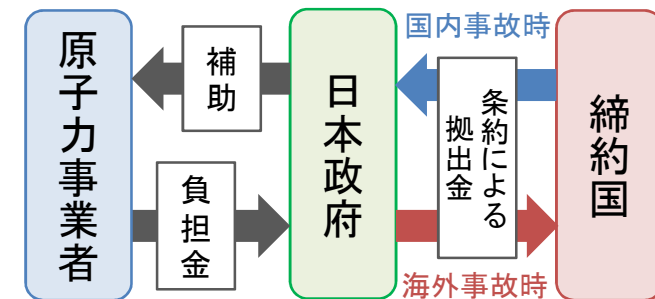 原子力事業者
補助
負担金
日本政府
国内事故時
条約による
拠出金
海外事故時
締約国